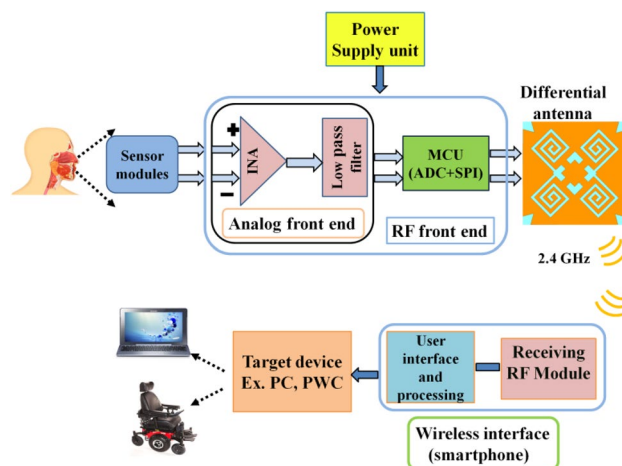 Power
Supply unit
Differential
antenna
Sensor
modules
+
−
INA
Low pass
filter
MCU
(ADC+SPI)
Analog front end
RF front end
2.4 GHz
Target device
Ex. PC, PWC
User
interface
and
processing
Receiving
RF Module
Wireless interface
(smartphone)